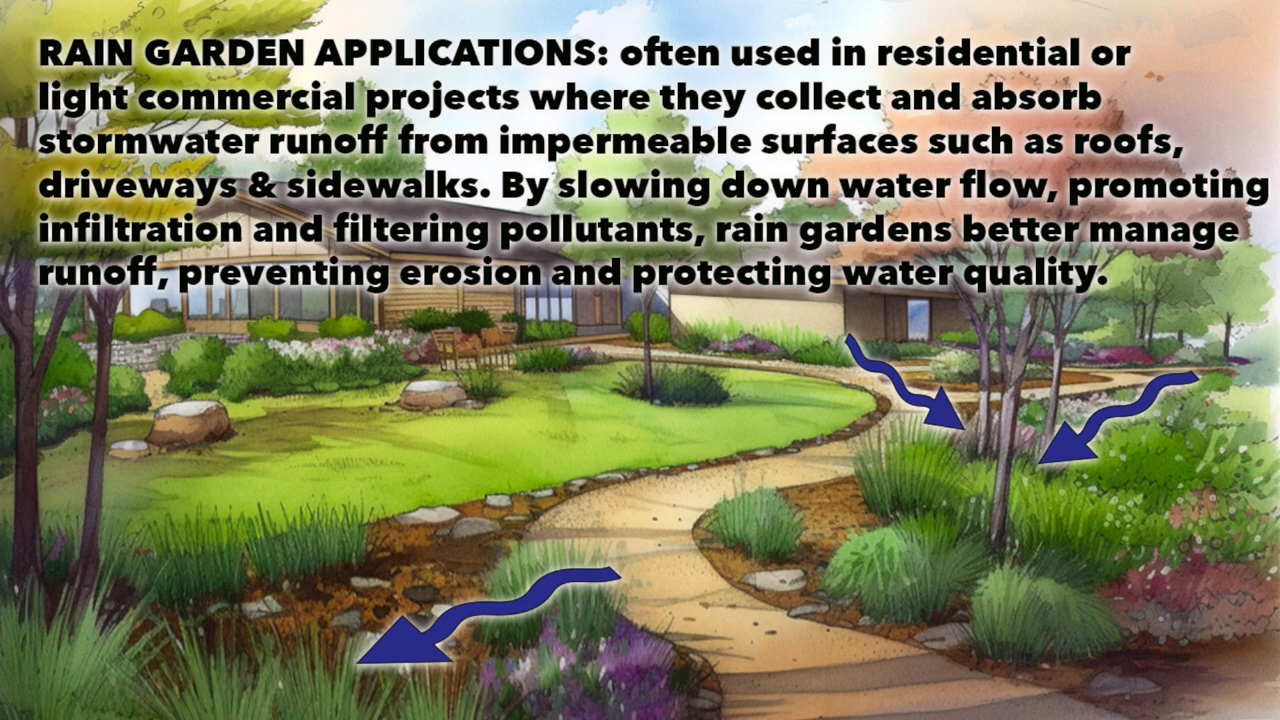 RAIN GARDEN APPLICATIONS: often used in residential or
light commercial projects where they collect and absorb
stormwater runoff from impermeable surfaces such as roofs,
driveways & sidewalks. By slowing down water flow, promoting
infiltration and filtering pollutants, rain gardens better manage
runoff, preventing erosion and protecting water quality.